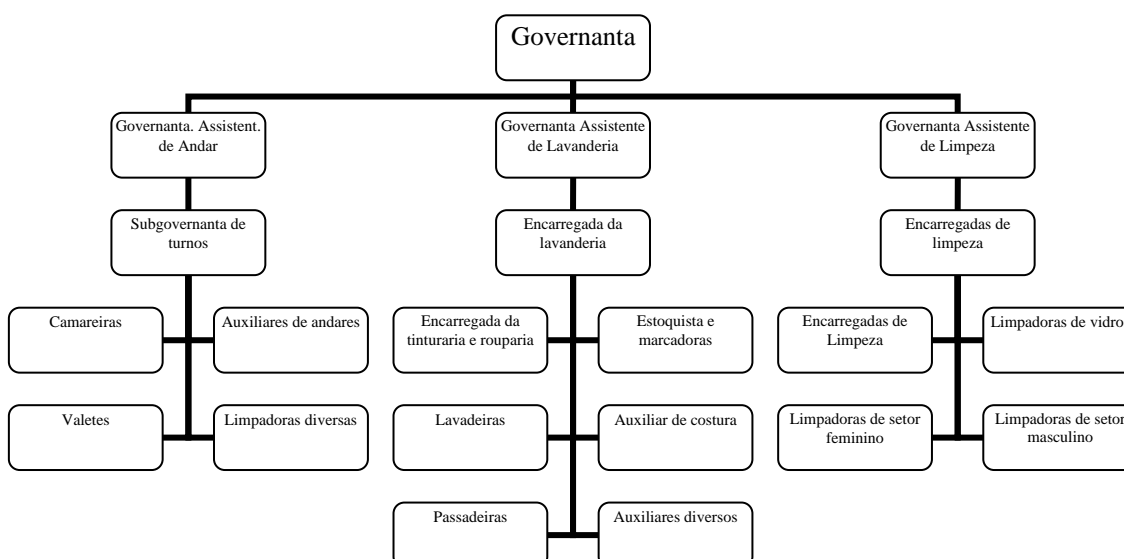 Governanta
Governanta. Assistent.
de Andar
Governanta Assistente
de Lavanderia
Governanta Assistente
de Limpeza
Subgovernanta de
turnos
Encarregada da
lavanderia
Encarregadas de
limpeza
Camareiras
Auxiliares de andares
Encarregada da
tinturaria e rouparia
Estoquista e
marcadoras
Encarregadas de
Limpeza
Limpadoras de vidro
Valetes
Limpadoras diversas
Lavadeiras
Auxiliar de costura
Limpadoras de setor
feminino
Limpadoras de setor
masculino
Passadeiras
Auxiliares diversos